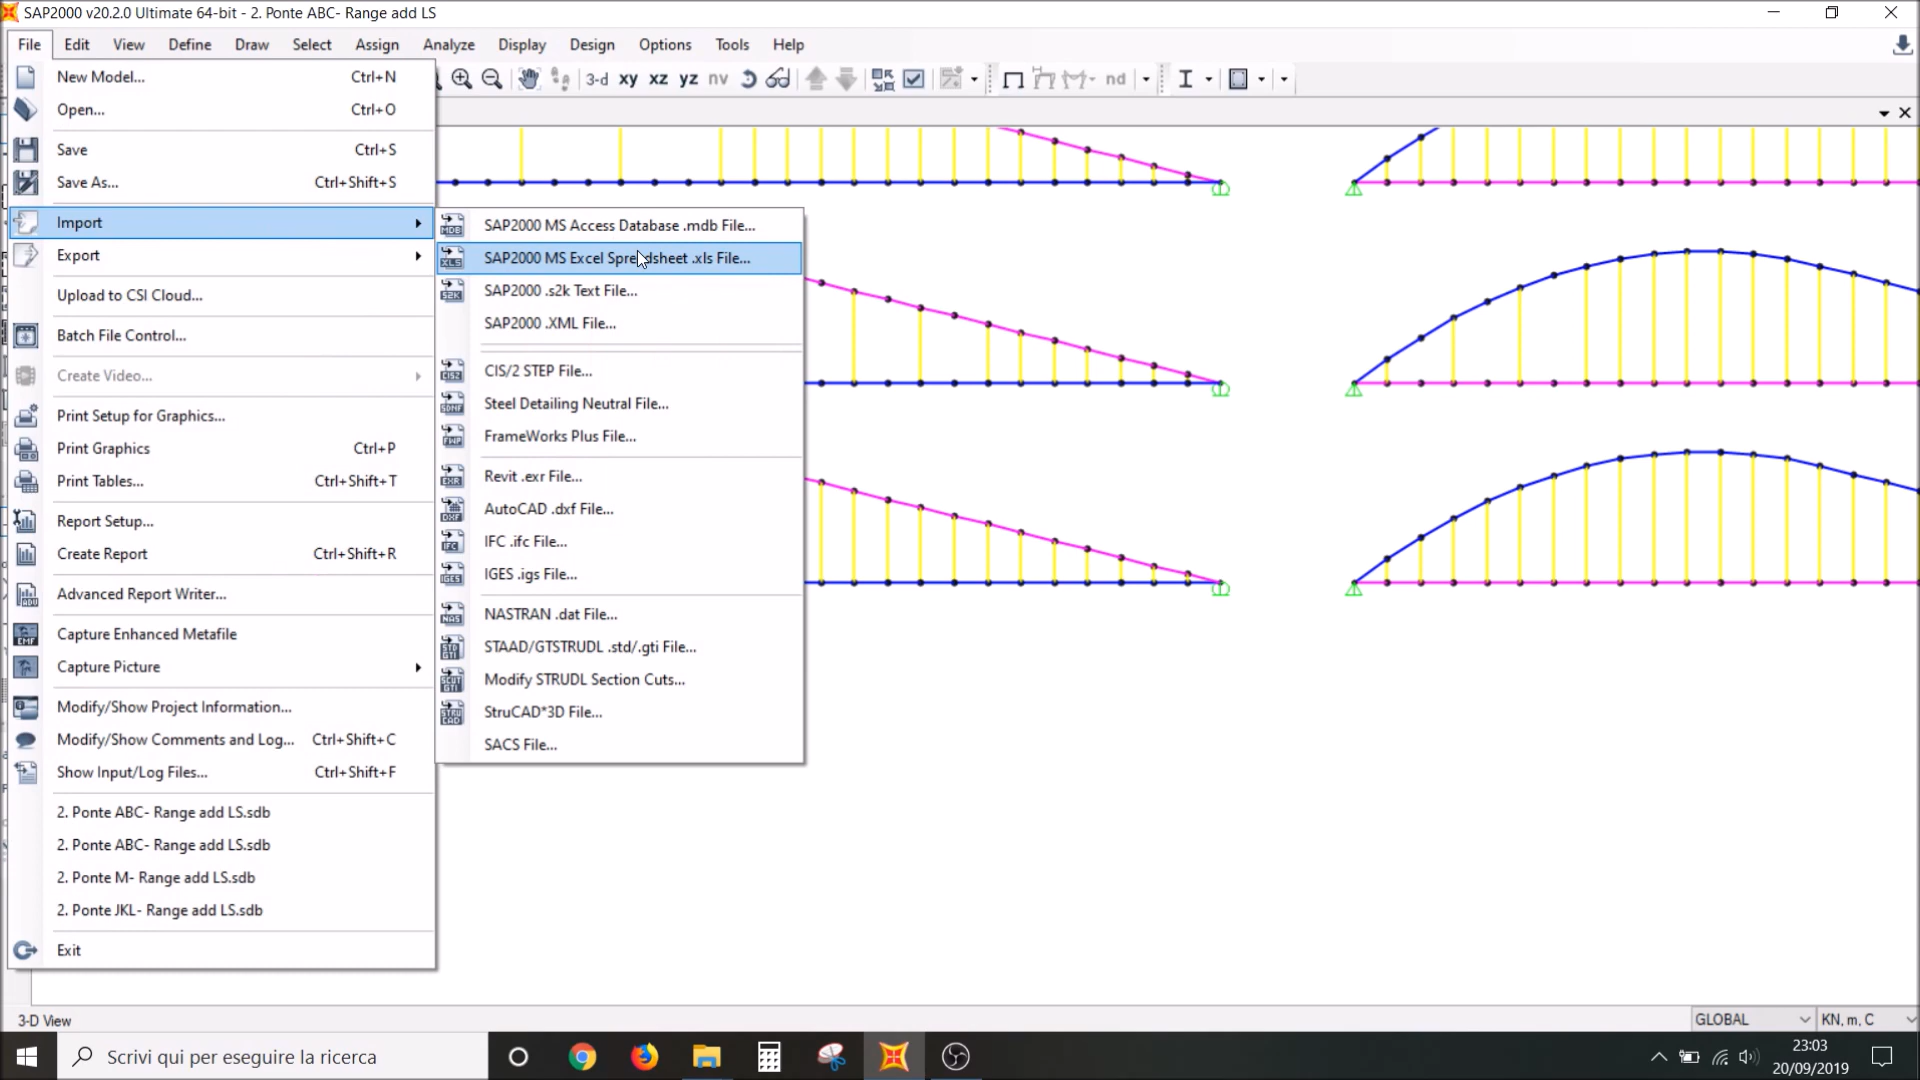 SAP2000 v20.2.0 Ultimate 64-bit - 2. Ponte ABC- Range add LS
File Edit View Define Draw Select Assign Analyze Display Design Options Tools Help
3-d xy xz yz nv nd
New Model... Ctrl+N
Open... Ctrl+O
Save Ctrl+S
Save As... Ctrl+Shift+S
Import
Export
Upload to CSI Cloud...
Batch File Control...
Create Video...
Print Setup for Graphics...
Print Graphics Ctrl+P
Print Tables... Ctrl+Shift+T
Report Setup...
Create Report Ctrl+Shift+R
Advanced Report Writer...
Capture Enhanced Metafile
Capture Picture
Modify/Show Project Information...
Modify/Show Comments and Log... Ctrl+Shift+C
Show Input/Log Files... Ctrl+Shift+F
2. Ponte ABC- Range add LS.sdb
2. Ponte ABC- Range add LS.sdb
2. Ponte M- Range add LS.sdb
2. Ponte JKL- Range add LS.sdb
Exit
SAP2000 MS Access Database .mdb File...
SAP2000 MS Excel Spreadsheet .xls File...
SAP2000 .s2k Text File...
SAP2000 .XML File...
CIS/2 STEP File...
Steel Detailing Neutral File...
FrameWorks Plus File...
Revit .exr File...
AutoCAD .dxf File...
IFC .ifc File...
IGES .igs File...
NASTRAN .dat File...
STAAD/GTSTRUDL .std/.gti File...
Modify STRUDL Section Cuts...
StruCAD*3D File...
SACS File...
3-D View
GLOBAL
KN, m, C
Scrivi qui per eseguire la ricerca
23:03
20/09/2019